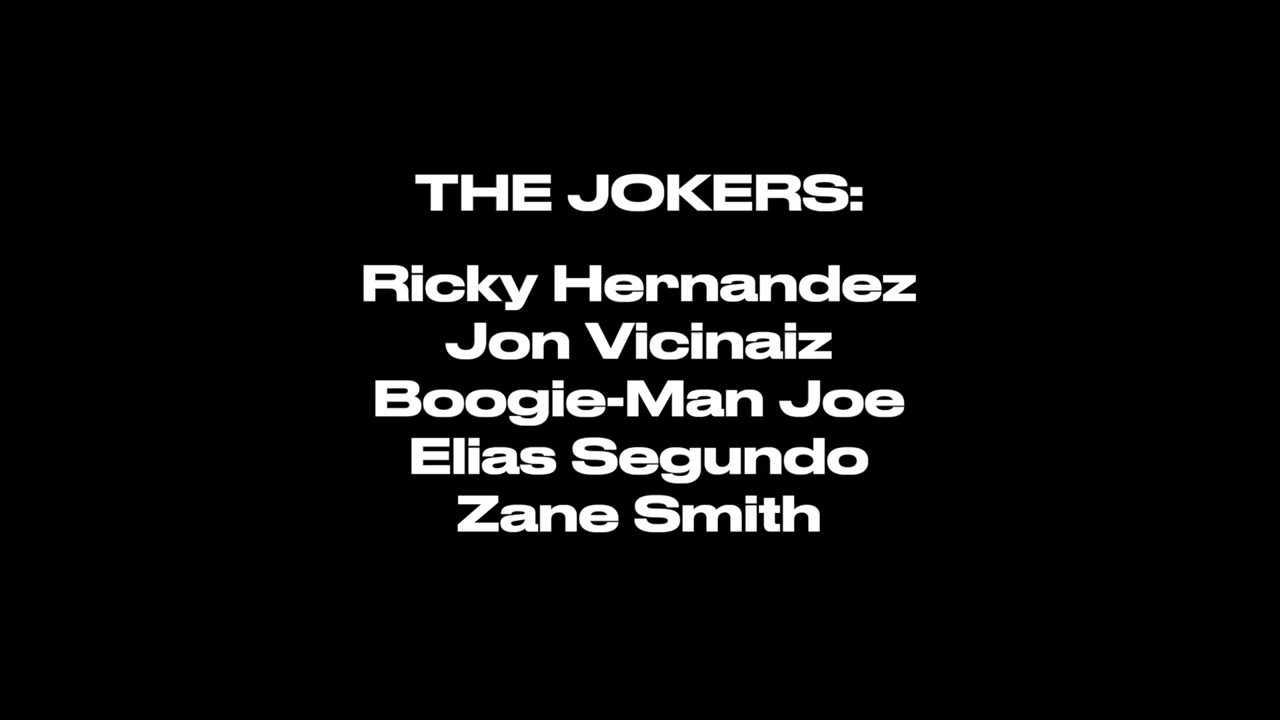 THE JOKERS:
Ricky Hernandez
Jon Vicinaiz
Boogie-Man Joe
Elias Segundo
Zane Smith